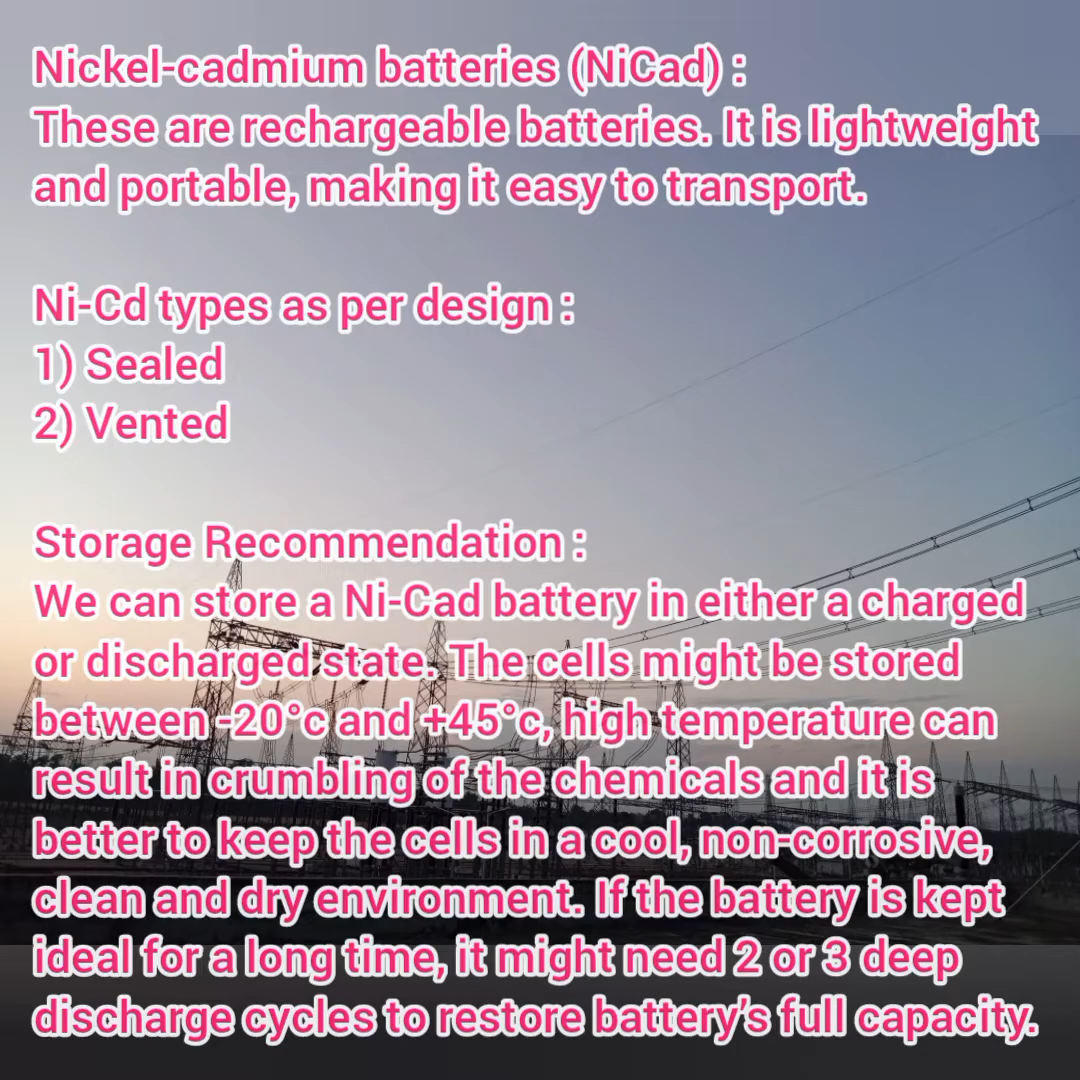 Nickel-cadmium batteries (NiCad) :
These are rechargeable batteries. It is lightweight
and portable, making it easy to transport.
Ni-Cd types as per design :
1) Sealed
2) Vented
Storage Recommendation :
We can store a Ni-Cad battery in either a charged
or discharged state. The cells might be stored
between -20°c and +45°c, high temperature can
result in crumbling of the chemicals and it is
better to keep the cells in a cool, non-corrosive,
clean and dry environment. If the battery is kept
ideal for a long time, it might need 2 or 3 deep
discharge cycles to restore battery’s full capacity.